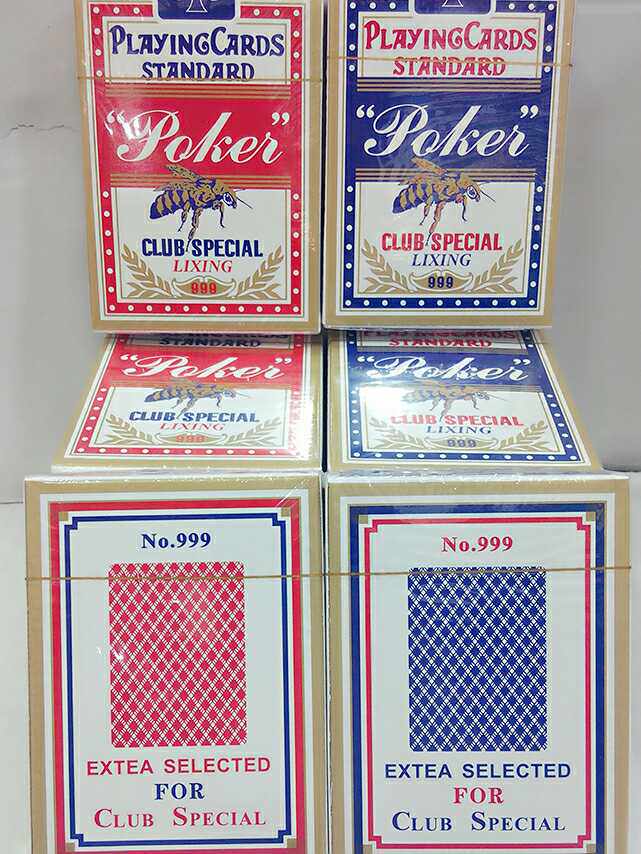 PLAYINGCARDS
STANDARD
"Poker"
CLUB SPECIAL
LIXING
999
PLAYINGCARDS
STANDARD
"Poker"
CLUB SPECIAL
LIXING
999
STANDARD
"Poker"
CLUB SPECIAL
LIXING
999
PLAYINGCARDS
STANDARD
"Poker"
CLUB SPECIAL
LIXING
999
No.999
EXTEA SELECTED
FOR
CLUB SPECIAL
No.999
EXTEA SELECTED
FOR
CLUB SPECIAL